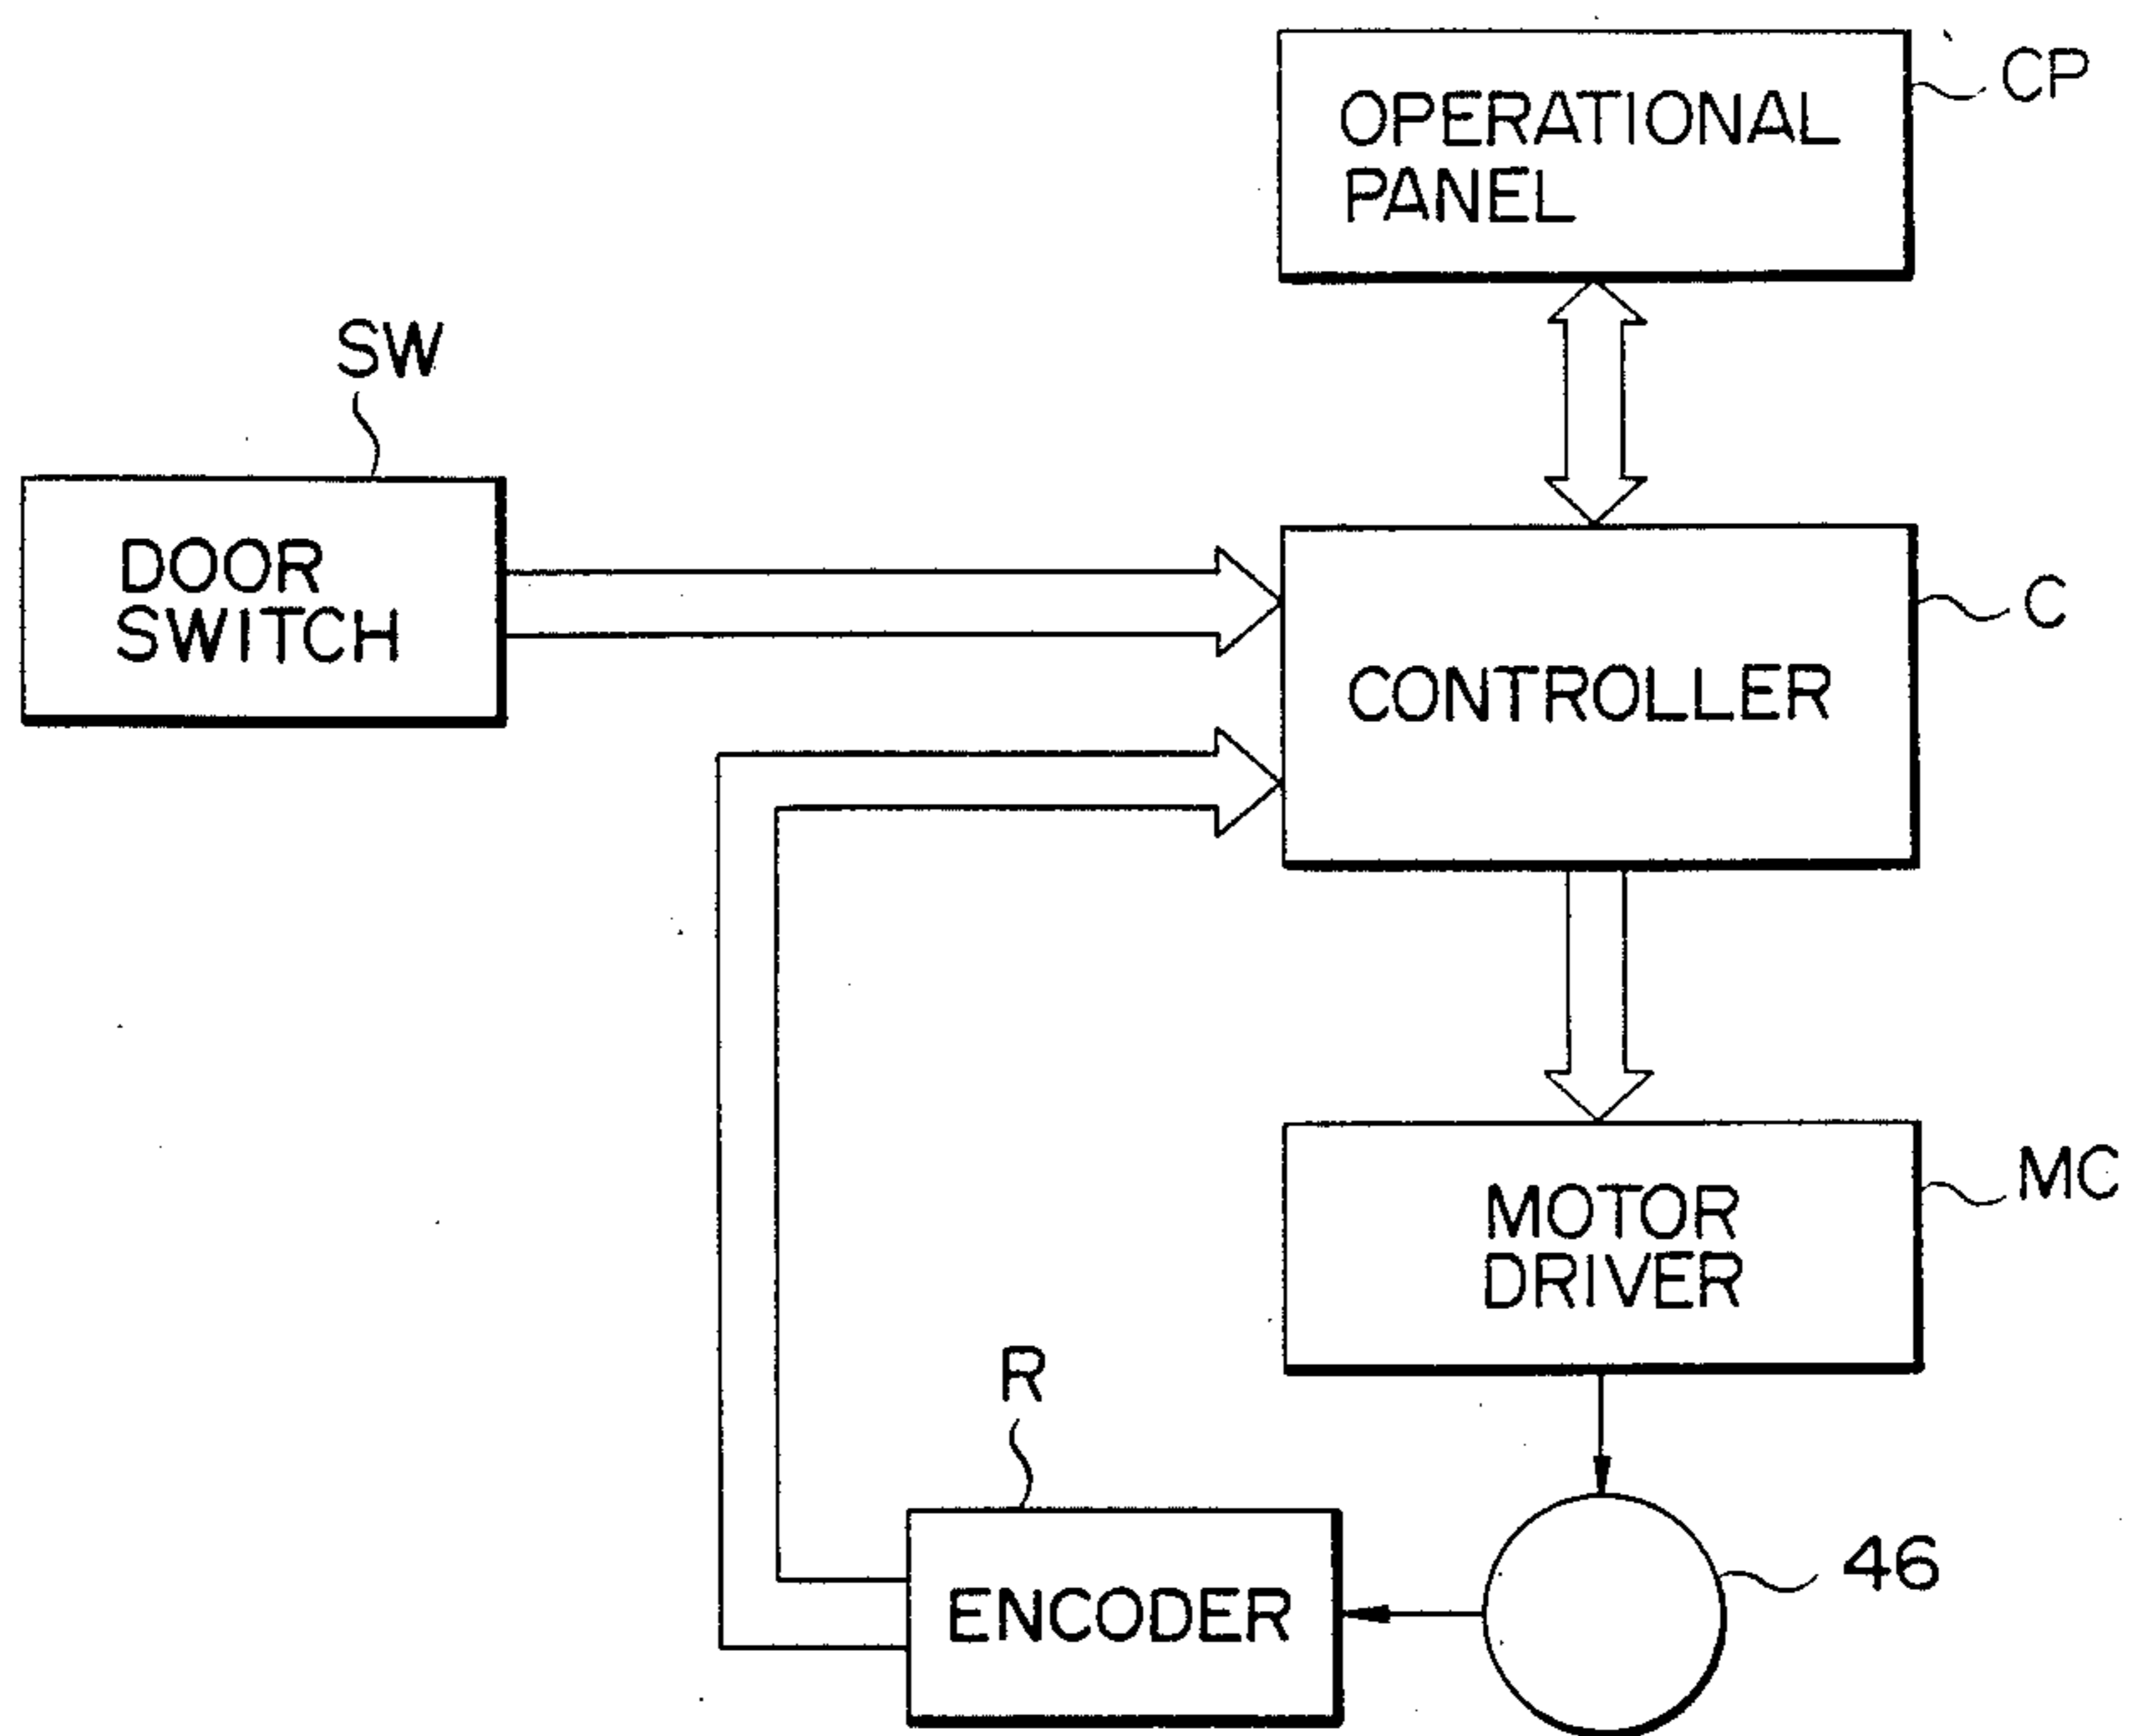 CP
OPERATIONAL
PANEL
SW
DOOR
SWITCH
C
CONTROLLER
MC
MOTOR
DRIVER
R
ENCODER
46